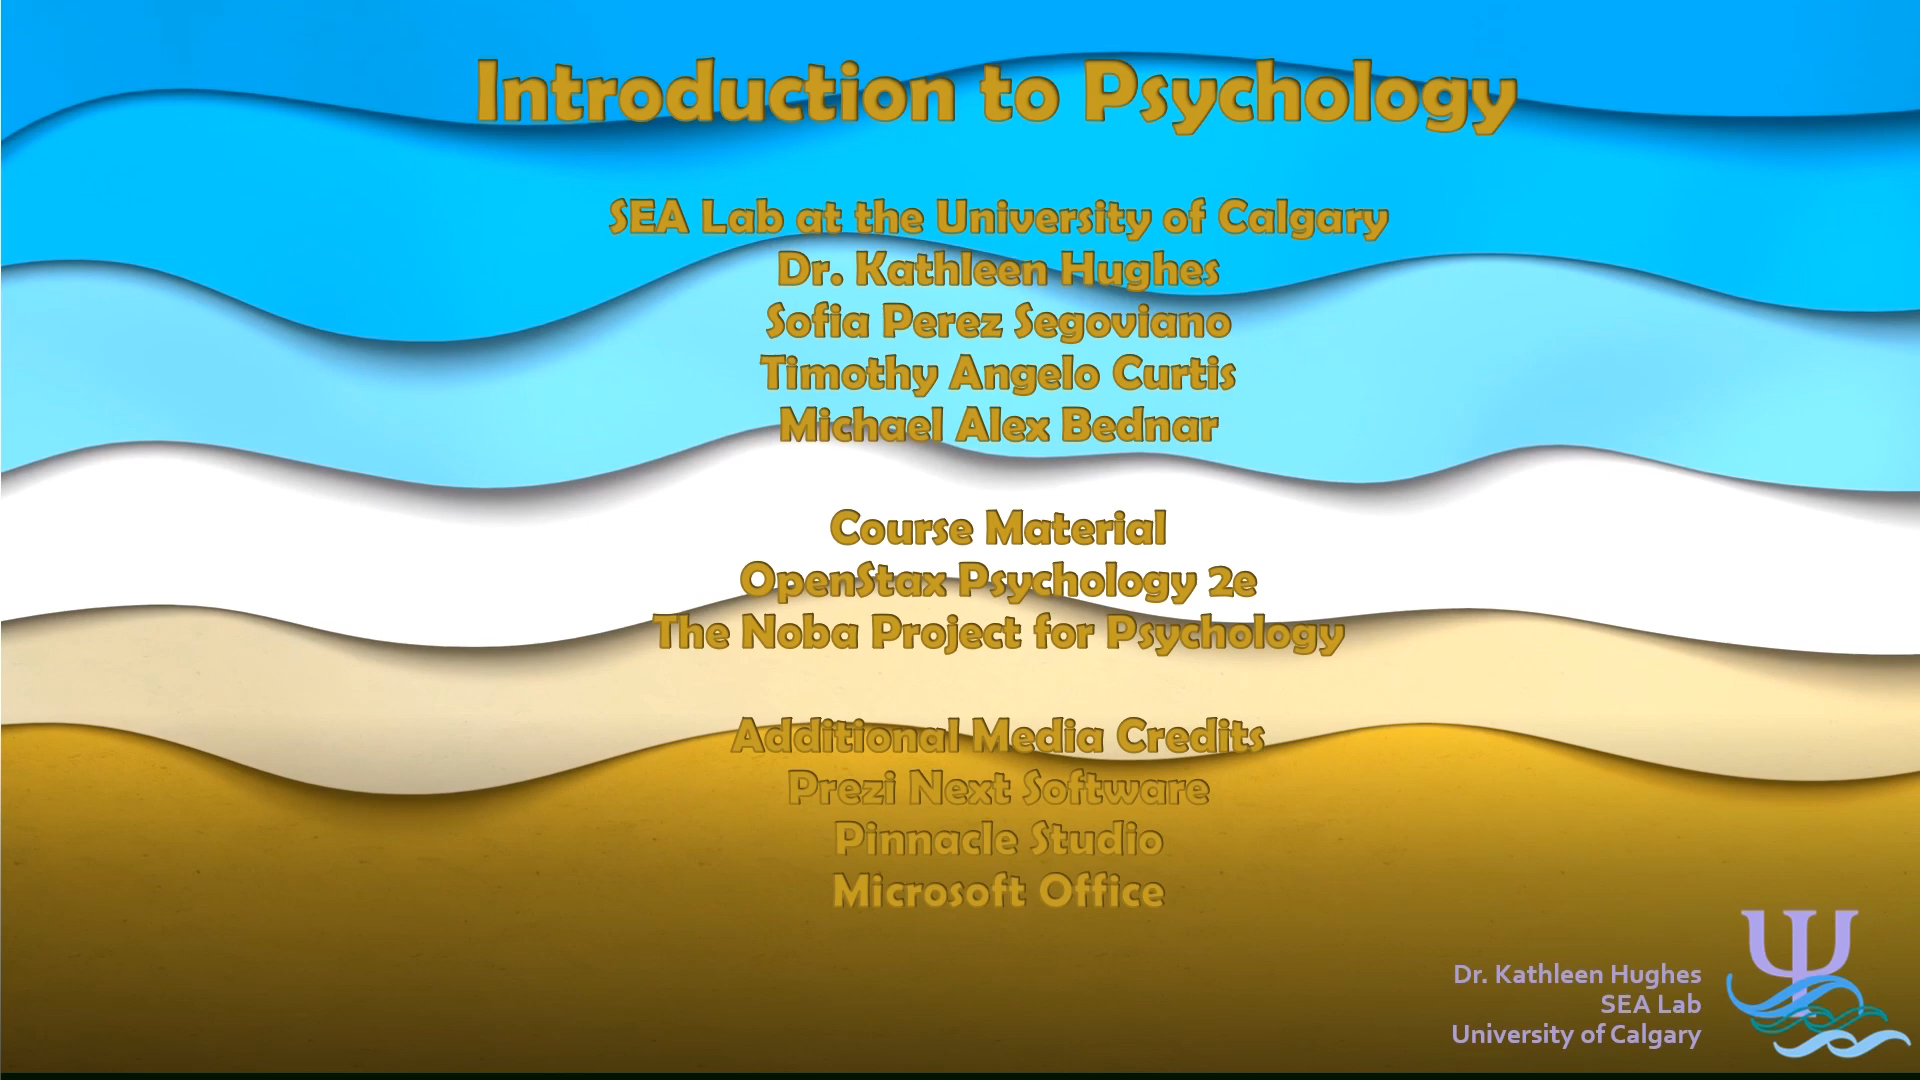 Introduction to Psychology
SEA Lab at the University of Calgary
Dr. Kathleen Hughes
Sofia Perez Segoviano
Timothy Angelo Curtis
Michael Alex Bednar
Course Material
OpenStax Psychology 2e
The Noba Project for Psychology
Additional Media Credits
Prezi Next Software
Pinnacle Studio
Microsoft Office
Dr. Kathleen Hughes
SEA Lab
University of Calgary